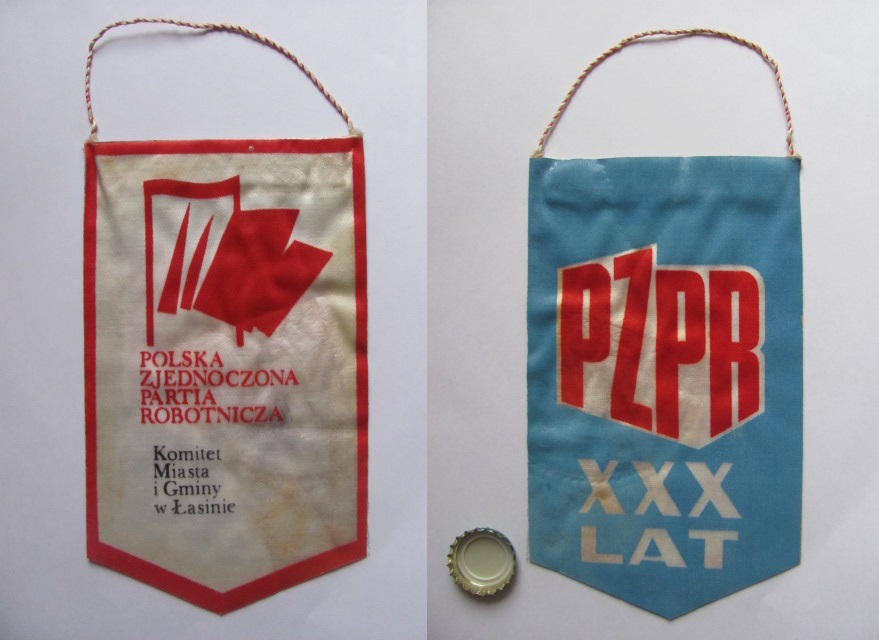 POLSKA
ZJEDNOCZONA
PARTIA
ROBOTNICZA
Komitet
Miasta
i Gminy
w Łasinie
PZPR
XXX
LAT